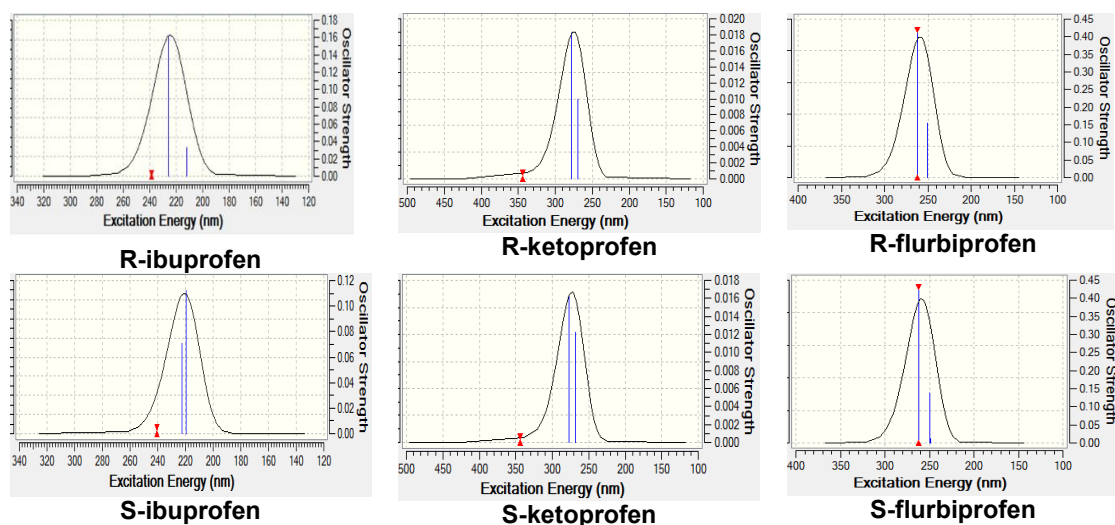 0.18
0.16
0.14
0.12
0.10
0.08
0.06
0.04
0.02
0.00
Oscillator Strength
340 320 300 280 260 240 220 200 180 160 140 120
Excitation Energy (nm)
R-ibuprofen
0.020
0.018
0.016
0.014
0.012
0.010
0.008
0.006
0.004
0.002
0.000
Oscillator Strength
500 450 400 350 300 250 200 150 100
Excitation Energy (nm)
R-ketoprofen
0.45
0.40
0.35
0.30
0.25
0.20
0.15
0.10
0.05
0.00
Oscillator Strength
400 350 300 250 200 150 100
Excitation Energy (nm)
R-flurbiprofen
0.12
0.10
0.08
0.06
0.04
0.02
0.00
Oscillator Strength
340 320 300 280 260 240 220 200 180 160 140 120
Excitation Energy (nm)
S-ibuprofen
0.018
0.016
0.014
0.012
0.010
0.008
0.006
0.004
0.002
0.000
Oscillator Strength
500 450 400 350 300 250 200 150 100
Excitation Energy (nm)
S-ketoprofen
0.45
0.40
0.35
0.30
0.25
0.20
0.15
0.10
0.05
0.00
Oscillator Strength
400 350 300 250 200 150 100
Excitation Energy (nm)
S-flurbiprofen